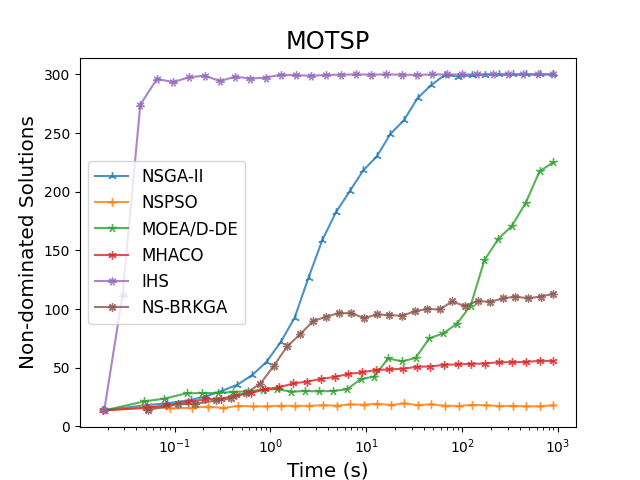 MOTSP
Non-dominated Solutions
300
250
200
150
100
50
0
NSGA-II
NSPSO
MOEA/D-DE
MHACO
IHS
NS-BRKGA
10⁻¹ 10⁰ 10¹ 10² 10³
Time (s)